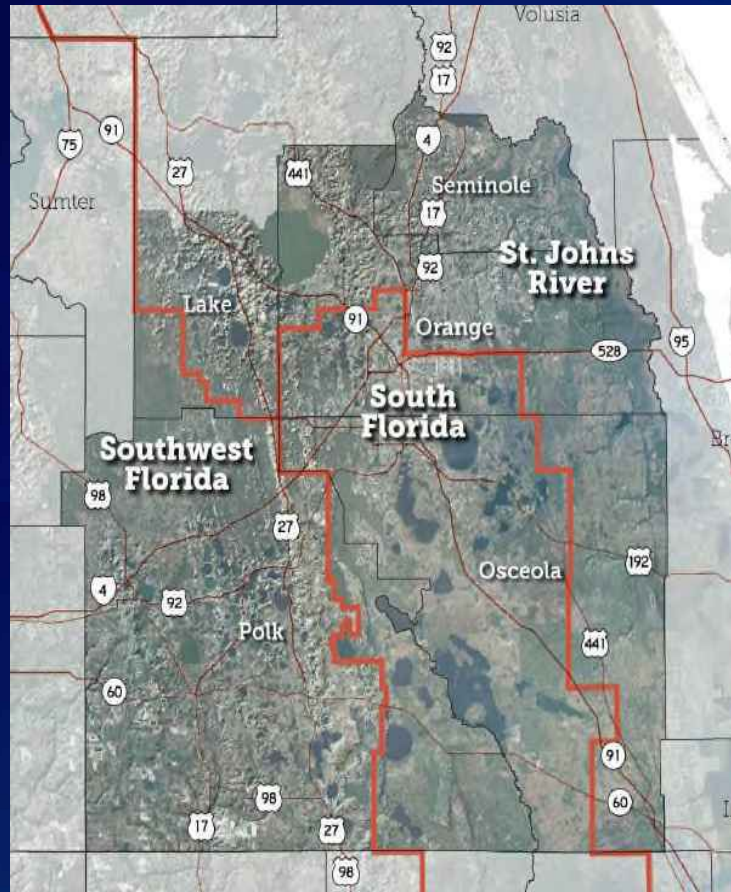 Volusia
92
17
91
4
75
27
441
Seminole
Sumter
17
St. Johns
River
92
Lake
91
Orange
95
528
South
Florida
Southwest
Florida
98
27
192
Osceola
4
92
Polk
441
60
91
98
60
17
27
98